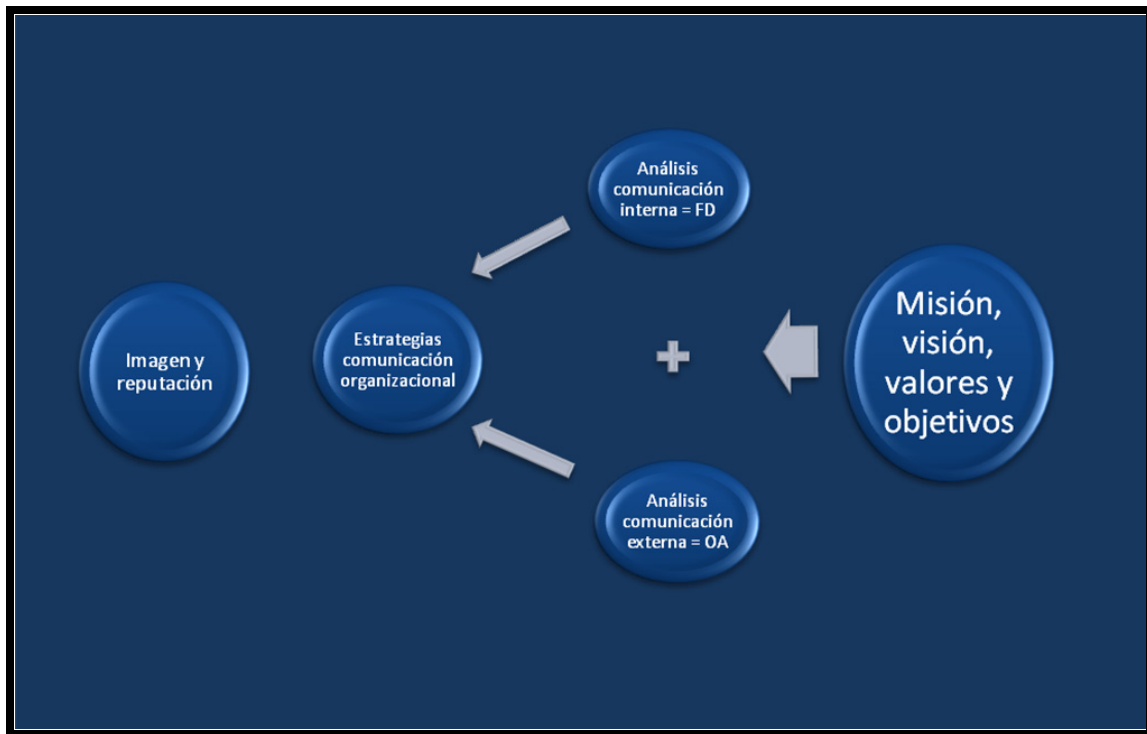 Análisis
comunicación
interna = FD
Misión,
visión,
valores y
objetivos
Estrategias
comunicación
organizacional
Imagen y
reputación
+
Análisis
comunicación
externa = OA